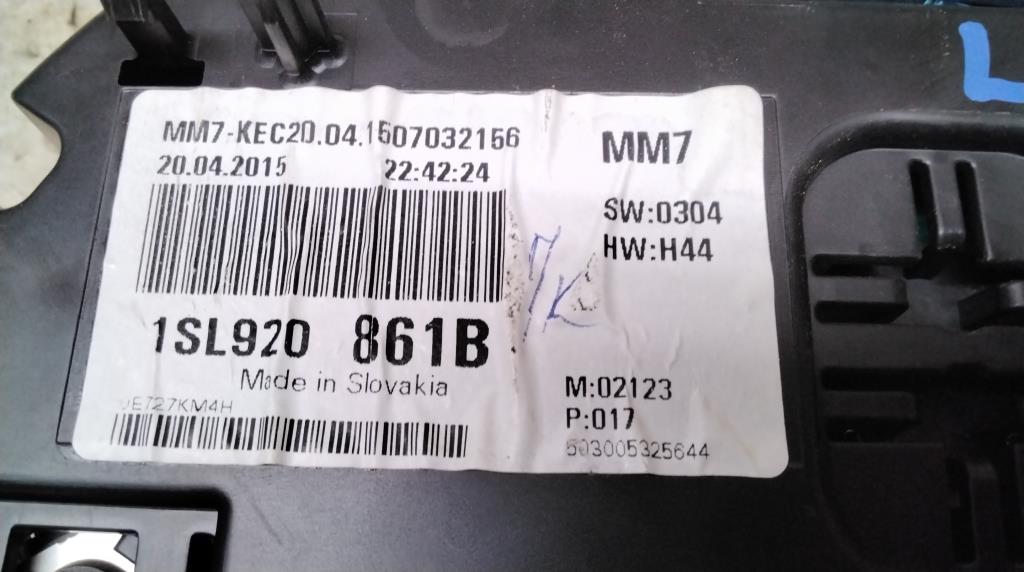 MM7-KEC20.04.1507032156
20.04.2015 22:42:24
MM7
SW:0304
HW:H44
7K
1SL920 861B
Made in Slovakia
M:02123
P:017
503005325644
L